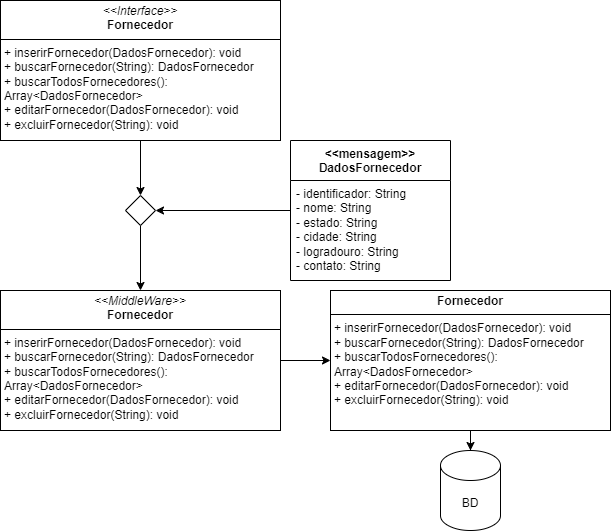 <<Interface>>
Fornecedor
+ inserirFornecedor(DadosFornecedor): void
+ buscarFornecedor(String): DadosFornecedor
+ buscarTodosFornecedores():
Array<DadosFornecedor>
+ editarFornecedor(DadosFornecedor): void
+ excluirFornecedor(String): void
<<mensagem>>
DadosFornecedor
- identificador: String
- nome: String
- estado: String
- cidade: String
- logradouro: String
- contato: String
<<MiddleWare>>
Fornecedor
+ inserirFornecedor(DadosFornecedor): void
+ buscarFornecedor(String): DadosFornecedor
+ buscarTodosFornecedores():
Array<DadosFornecedor>
+ editarFornecedor(DadosFornecedor): void
+ excluirFornecedor(String): void
Fornecedor
+ inserirFornecedor(DadosFornecedor): void
+ buscarFornecedor(String): DadosFornecedor
+ buscarTodosFornecedores():
Array<DadosFornecedor>
+ editarFornecedor(DadosFornecedor): void
+ excluirFornecedor(String): void
BD